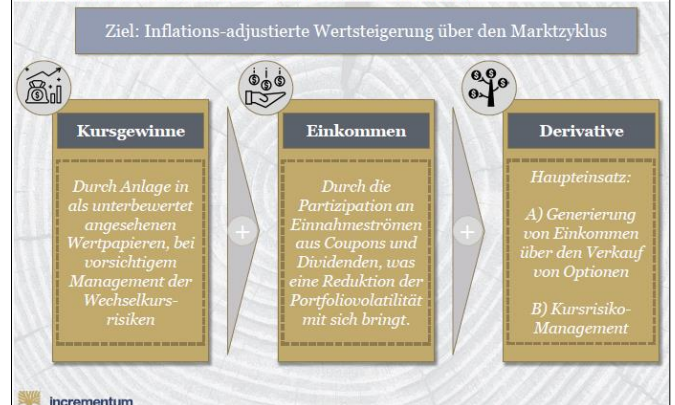 Ziel: Inflations-adjustierte Wertsteigerung über den Marktzyklus
Kursgewinne
Durch Anlage in
als unterbewertet
angesehenen
Wertpapieren, bei
vorsichtigem
Management der
Wechselkurs-
risiken
+
Einkommen
Durch die
Partizipation an
Einnahmeströmen
aus Coupons und
Dividenden, was
eine Reduktion der
Portfoliovolatilität
mit sich bringt.
+
Derivative
Haupteinsatz:
A) Generierung
von Einkommen
über den Verkauf
von Optionen
B) Kursrisiko-
Management
incrementum